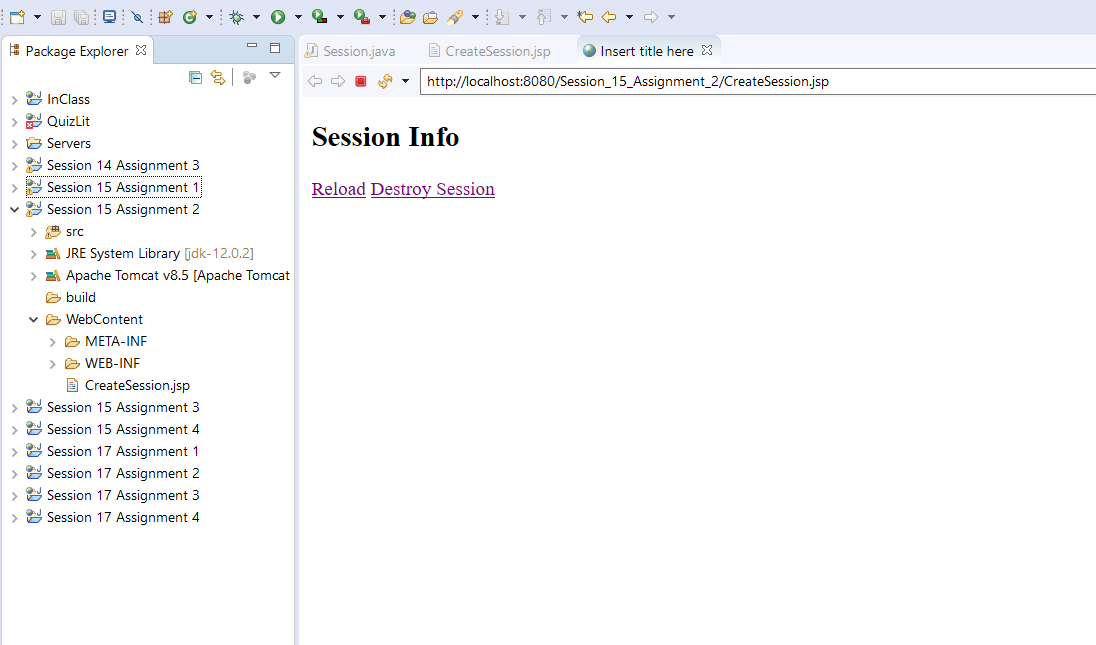 Package Explorer
InClass
QuizLit
Servers
Session 14 Assignment 3
Session 15 Assignment 1
Session 15 Assignment 2
src
JRE System Library [jdk-12.0.2]
Apache Tomcat v8.5 [Apache Tomcat
build
WebContent
META-INF
WEB-INF
CreateSession.jsp
Session 15 Assignment 3
Session 15 Assignment 4
Session 17 Assignment 1
Session 17 Assignment 2
Session 17 Assignment 3
Session 17 Assignment 4
Session.java CreateSession.jsp Insert title here
http://localhost:8080/Session_15_Assignment_2/CreateSession.jsp
Session Info
Reload Destroy Session